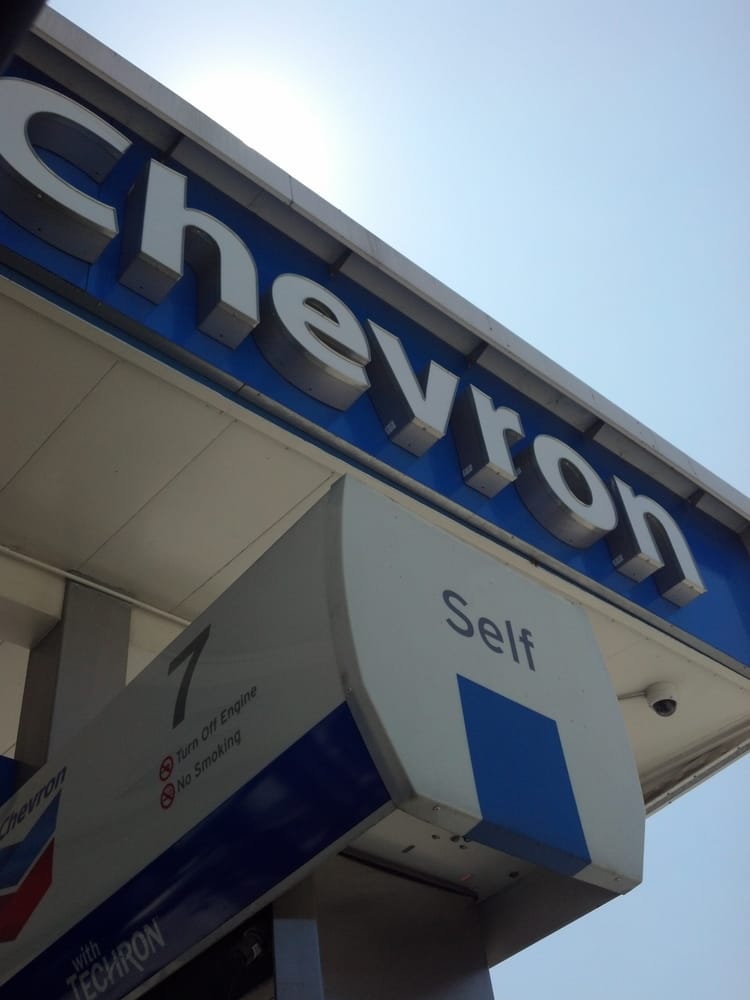 Chevron
Self
7
Turn Off Engine
No Smoking
Chevron
with
TECHRON